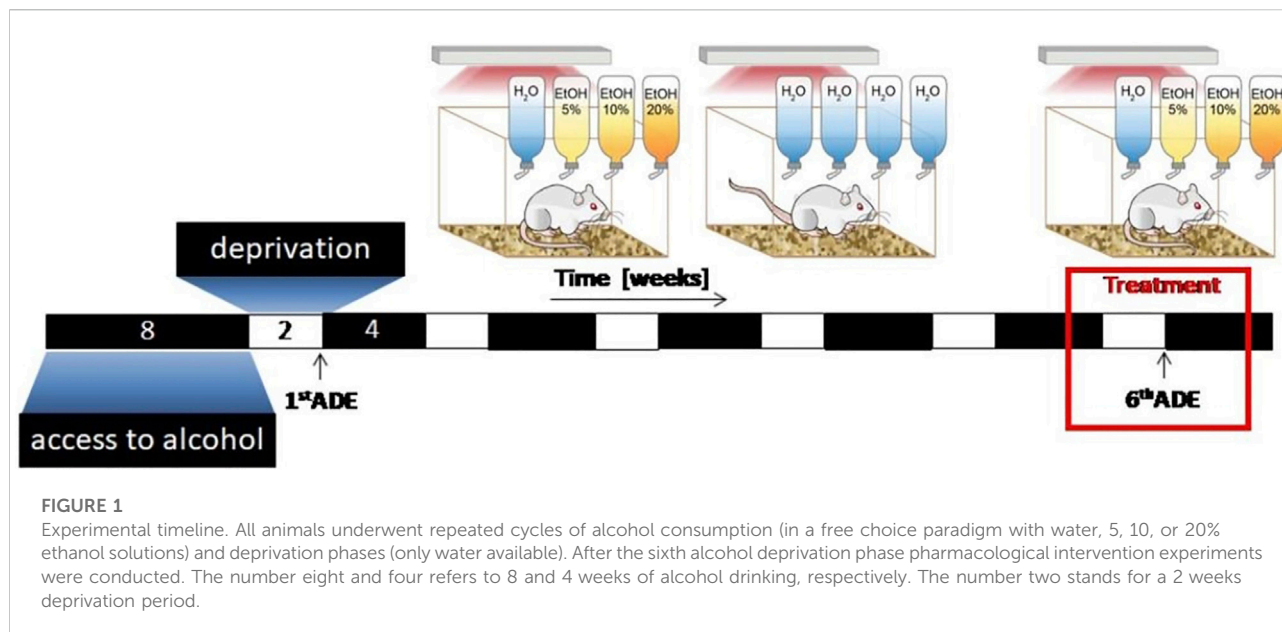 H₂O
EtOH 5%
EtOH 10%
EtOH 20%
H₂O
H₂O
H₂O
H₂O
H₂O
EtOH 5%
EtOH 10%
EtOH 20%
deprivation
Time [weeks]
Treatment
8
2
4
1ˢᵗADE
6ᵗʰADE
access to alcohol
FIGURE 1
Experimental timeline. All animals underwent repeated cycles of alcohol consumption (in a free choice paradigm with water, 5, 10, or 20%
ethanol solutions) and deprivation phases (only water available). After the sixth alcohol deprivation phase pharmacological intervention experiments
were conducted. The number eight and four refers to 8 and 4 weeks of alcohol drinking, respectively. The number two stands for a 2 weeks
deprivation period.